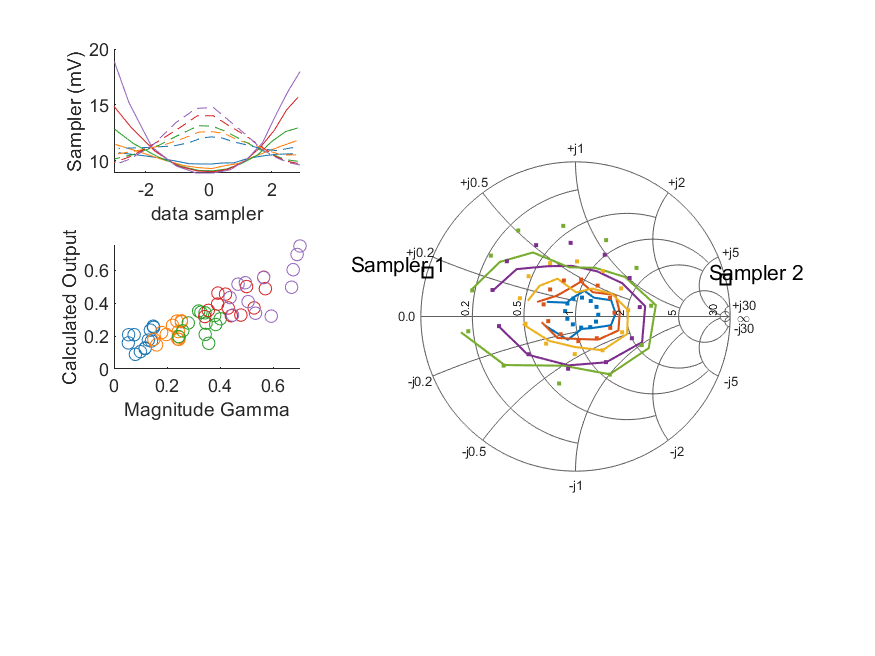 20
15
10
Sampler (mV)
-2 0 2
data sampler
0.6
0.4
0.2
0
Calculated Output
0 0.2 0.4 0.6
Magnitude Gamma
+j1
+j0.5
+j2
+j0.2
+j5
Sampler 1
Sampler 2
+j30
0.0
0.2
0.5
1
2
5
30
∞
-j30
-j0.2
-j5
-j0.5
-j2
-j1